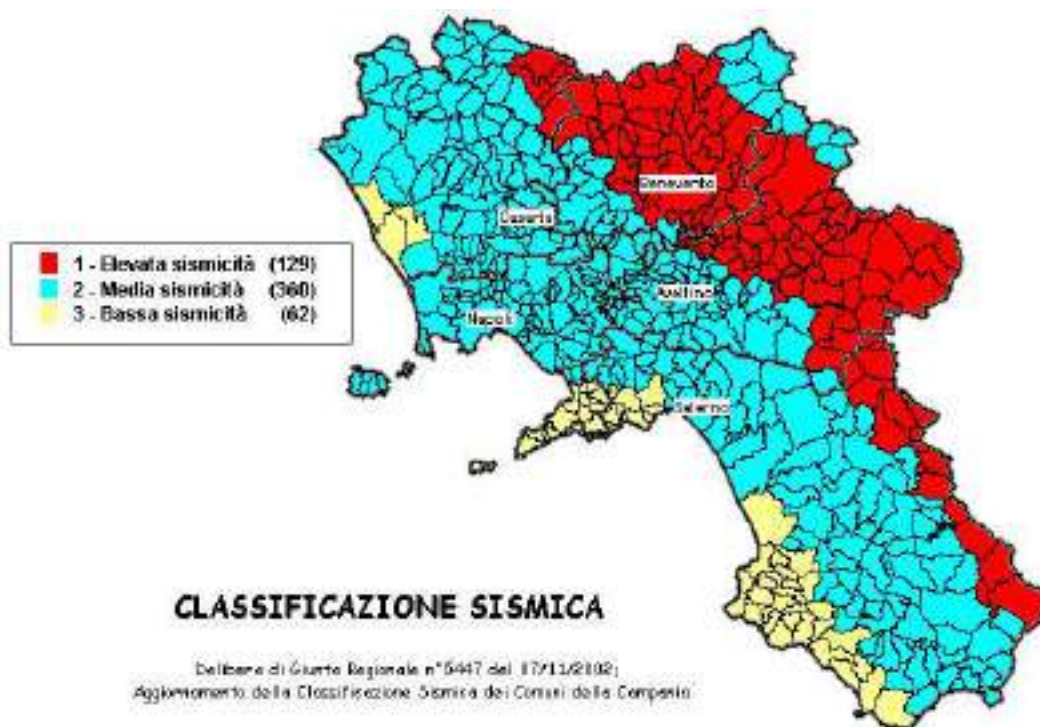 Benevento
Caserta
1 - Elevata sismicità (129)
2 - Media sismicità (360)
3 - Bassa sismicità (62)
Avellino
Napoli
Salerno
CLASSIFICAZIONE SISMICA
Delibera di Giunta Regionale n°5447 del 07/11/2002;
Aggiornamento della Classificazione Sismica dei Comuni della Campania